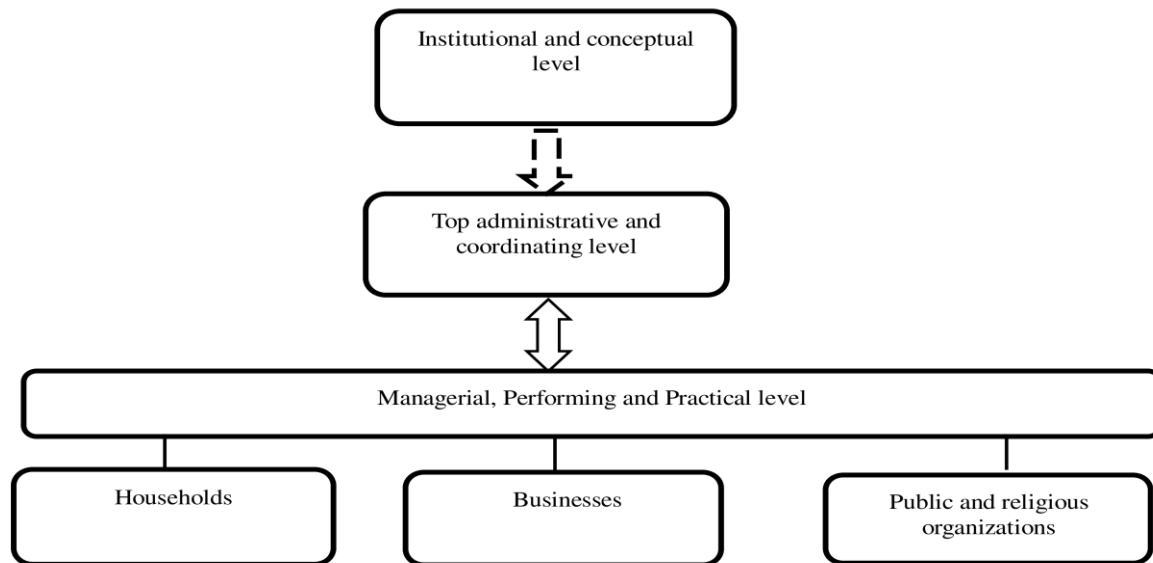 Institutional and conceptual
level
Top administrative and
coordinating level
Managerial, Performing and Practical level
Households
Businesses
Public and religious
organizations